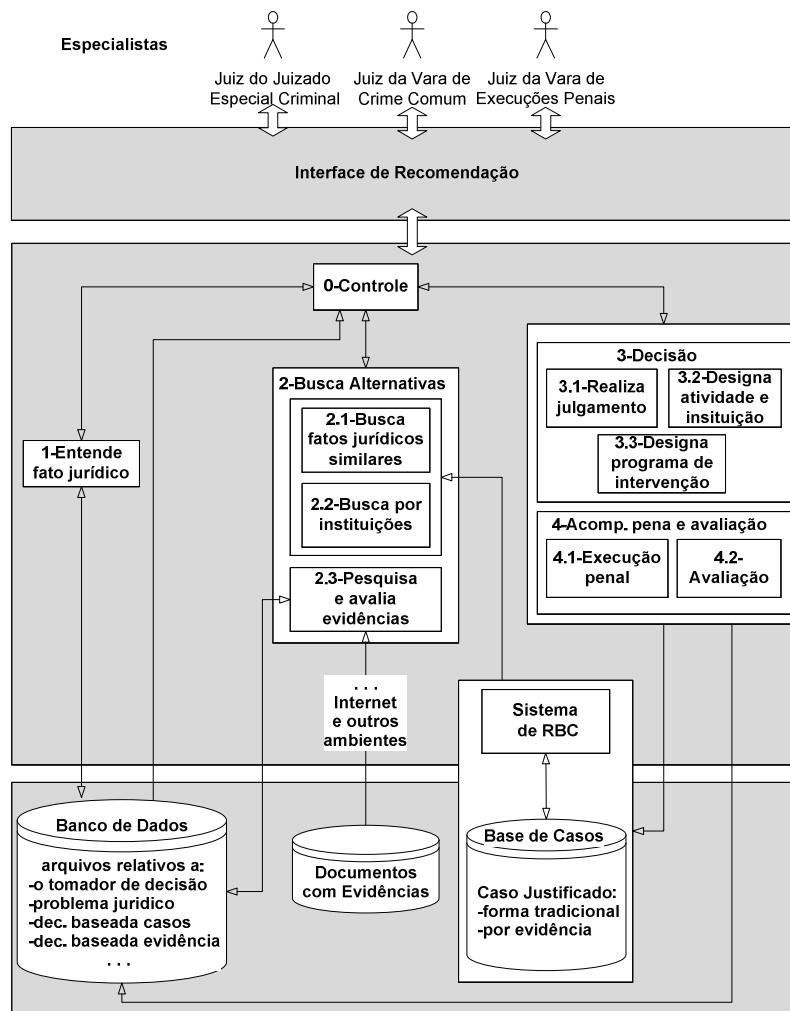 Especialistas
Juiz do Juizado
Especial Criminal
Juiz da Vara de
Crime Comum
Juiz da Vara de
Execuções Penais
Interface de Recomendação
0-Controle
1-Entende
fato jurídico
2-Busca Alternativas
2.1-Busca
fatos jurídicos
similares
2.2-Busca por
instituições
2.3-Pesquisa
e avalia
evidências
3-Decisão
3.1-Realiza
julgamento
3.2-Designa
atividade e
insituição
3.3-Designa
programa de
intervenção
4-Acomp. pena e avaliação
4.1-Execução
penal
4.2-
Avaliação
. . .
Internet
e outros
ambientes
Sistema
de RBC
Banco de Dados
arquivos relativos a:
-o tomador de decisão
-problema juridico
-dec. baseada casos
-dec. baseada evidência
. . .
Documentos
com Evidências
Base de Casos
Caso Justificado:
-forma tradicional
-por evidência